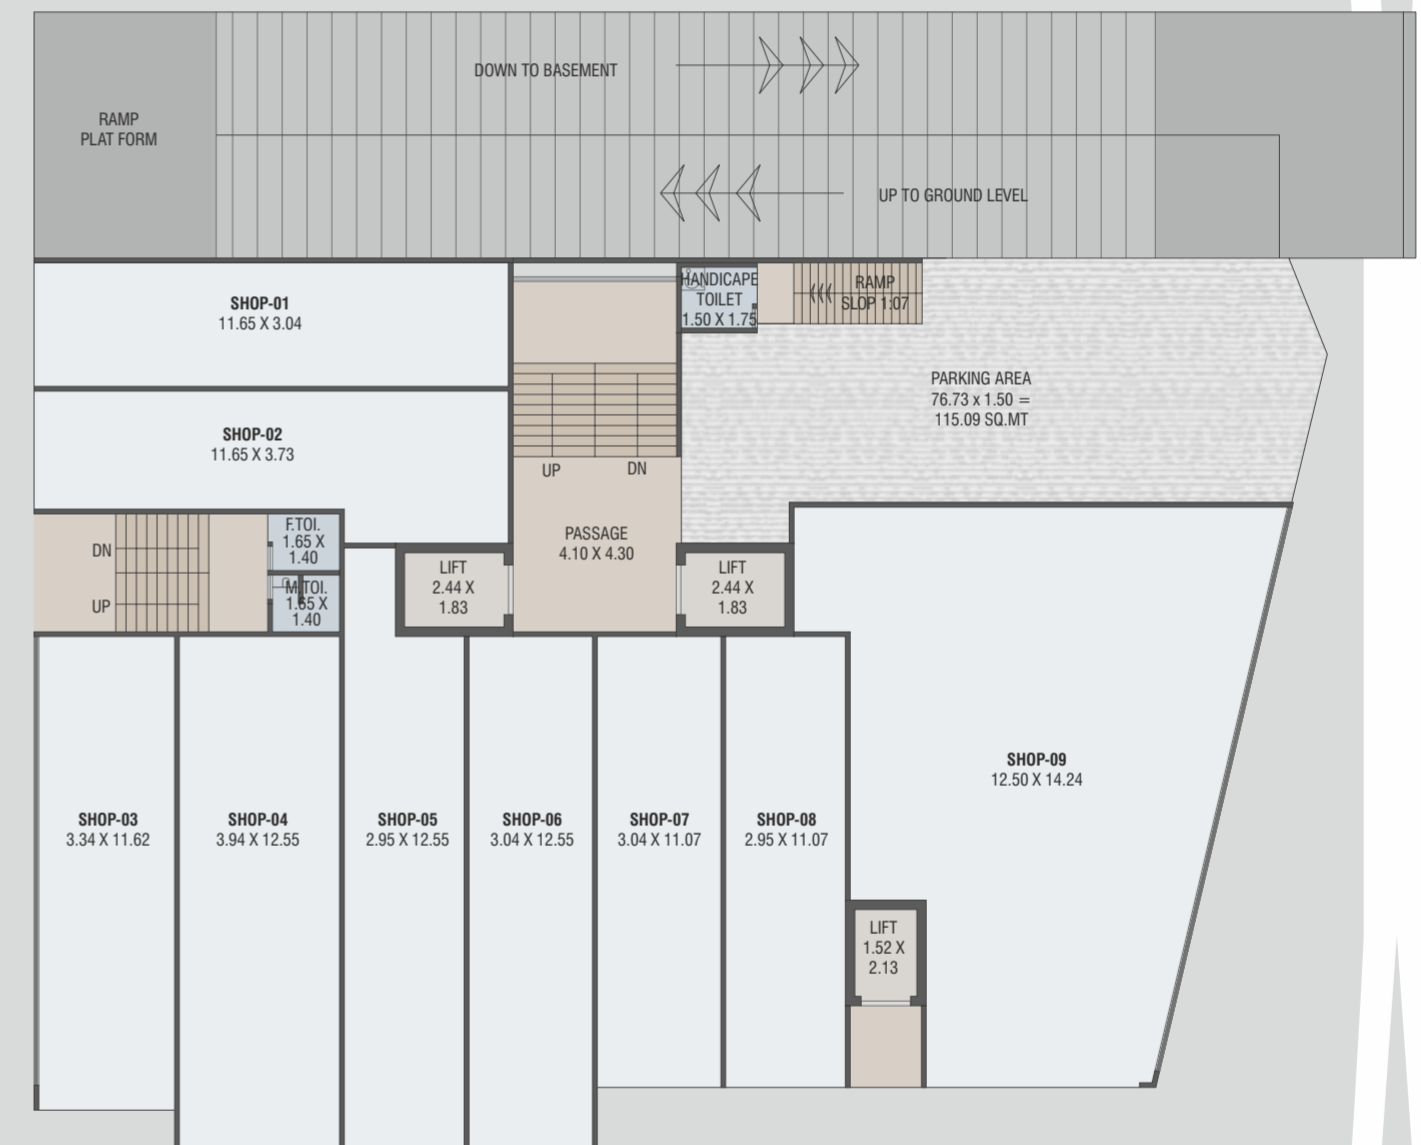 DOWN TO BASEMENT
RAMP
PLAT FORM
UP TO GROUND LEVEL
SHOP-01
11.65 X 3.04
HANDICAPE
TOILET
1.50 X 1.75
RAMP
SLOP 1:07
PARKING AREA
76.73 x 1.50 =
115.09 SQ.MT
SHOP-02
11.65 X 3.73
UP
DN
PASSAGE
4.10 X 4.30
DN
UP
F.TOI.
1.65 X
1.40
M.TOI.
1.65 X
1.40
LIFT
2.44 X
1.83
LIFT
2.44 X
1.83
SHOP-09
12.50 X 14.24
SHOP-03
3.34 X 11.62
SHOP-04
3.94 X 12.55
SHOP-05
2.95 X 12.55
SHOP-06
3.04 X 12.55
SHOP-07
3.04 X 11.07
SHOP-08
2.95 X 11.07
LIFT
1.52 X
2.13